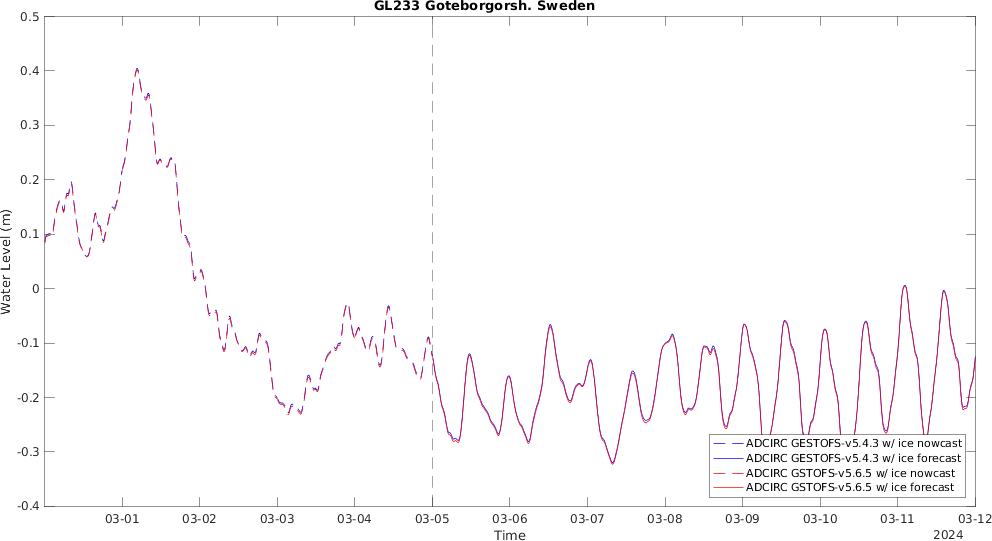 GL233 Goteborgorsh. Sweden
0.5
0.4
0.3
0.2
0.1
0
-0.1
-0.2
-0.3
-0.4
Water Level (m)
ADCIRC GESTOFS-v5.4.3 w/ ice nowcast
ADCIRC GESTOFS-v5.4.3 w/ ice forecast
ADCIRC GSTOFS-v5.6.5 w/ ice nowcast
ADCIRC GSTOFS-v5.6.5 w/ ice forecast
03-01 03-02 03-03 03-04 03-05 03-06 03-07 03-08 03-09 03-10 03-11 03-12
Time
2024